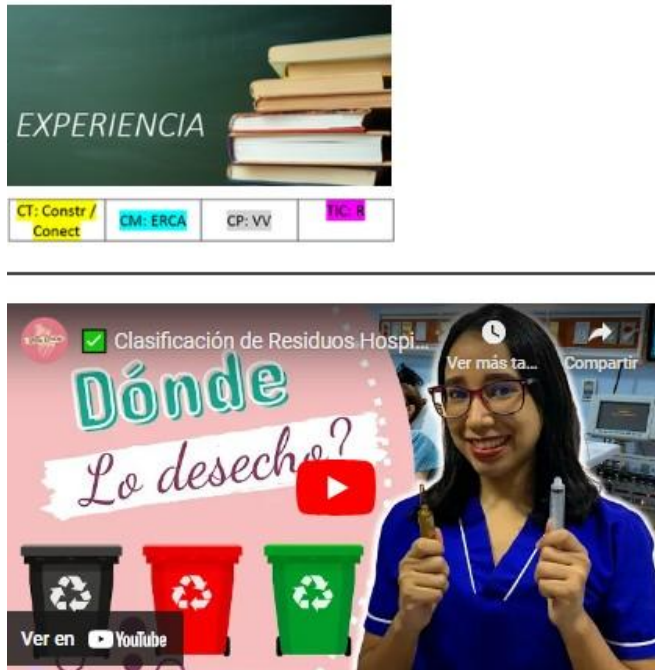 EXPERIENCIA
CT: Constr / Conect
CM: ERCA
CP: VV
TIC: R
✅ Clasificación de Residuos Hospi...
Ver más ta...
Compartir
Dónde
Lo desecho?
Ver en YouTube